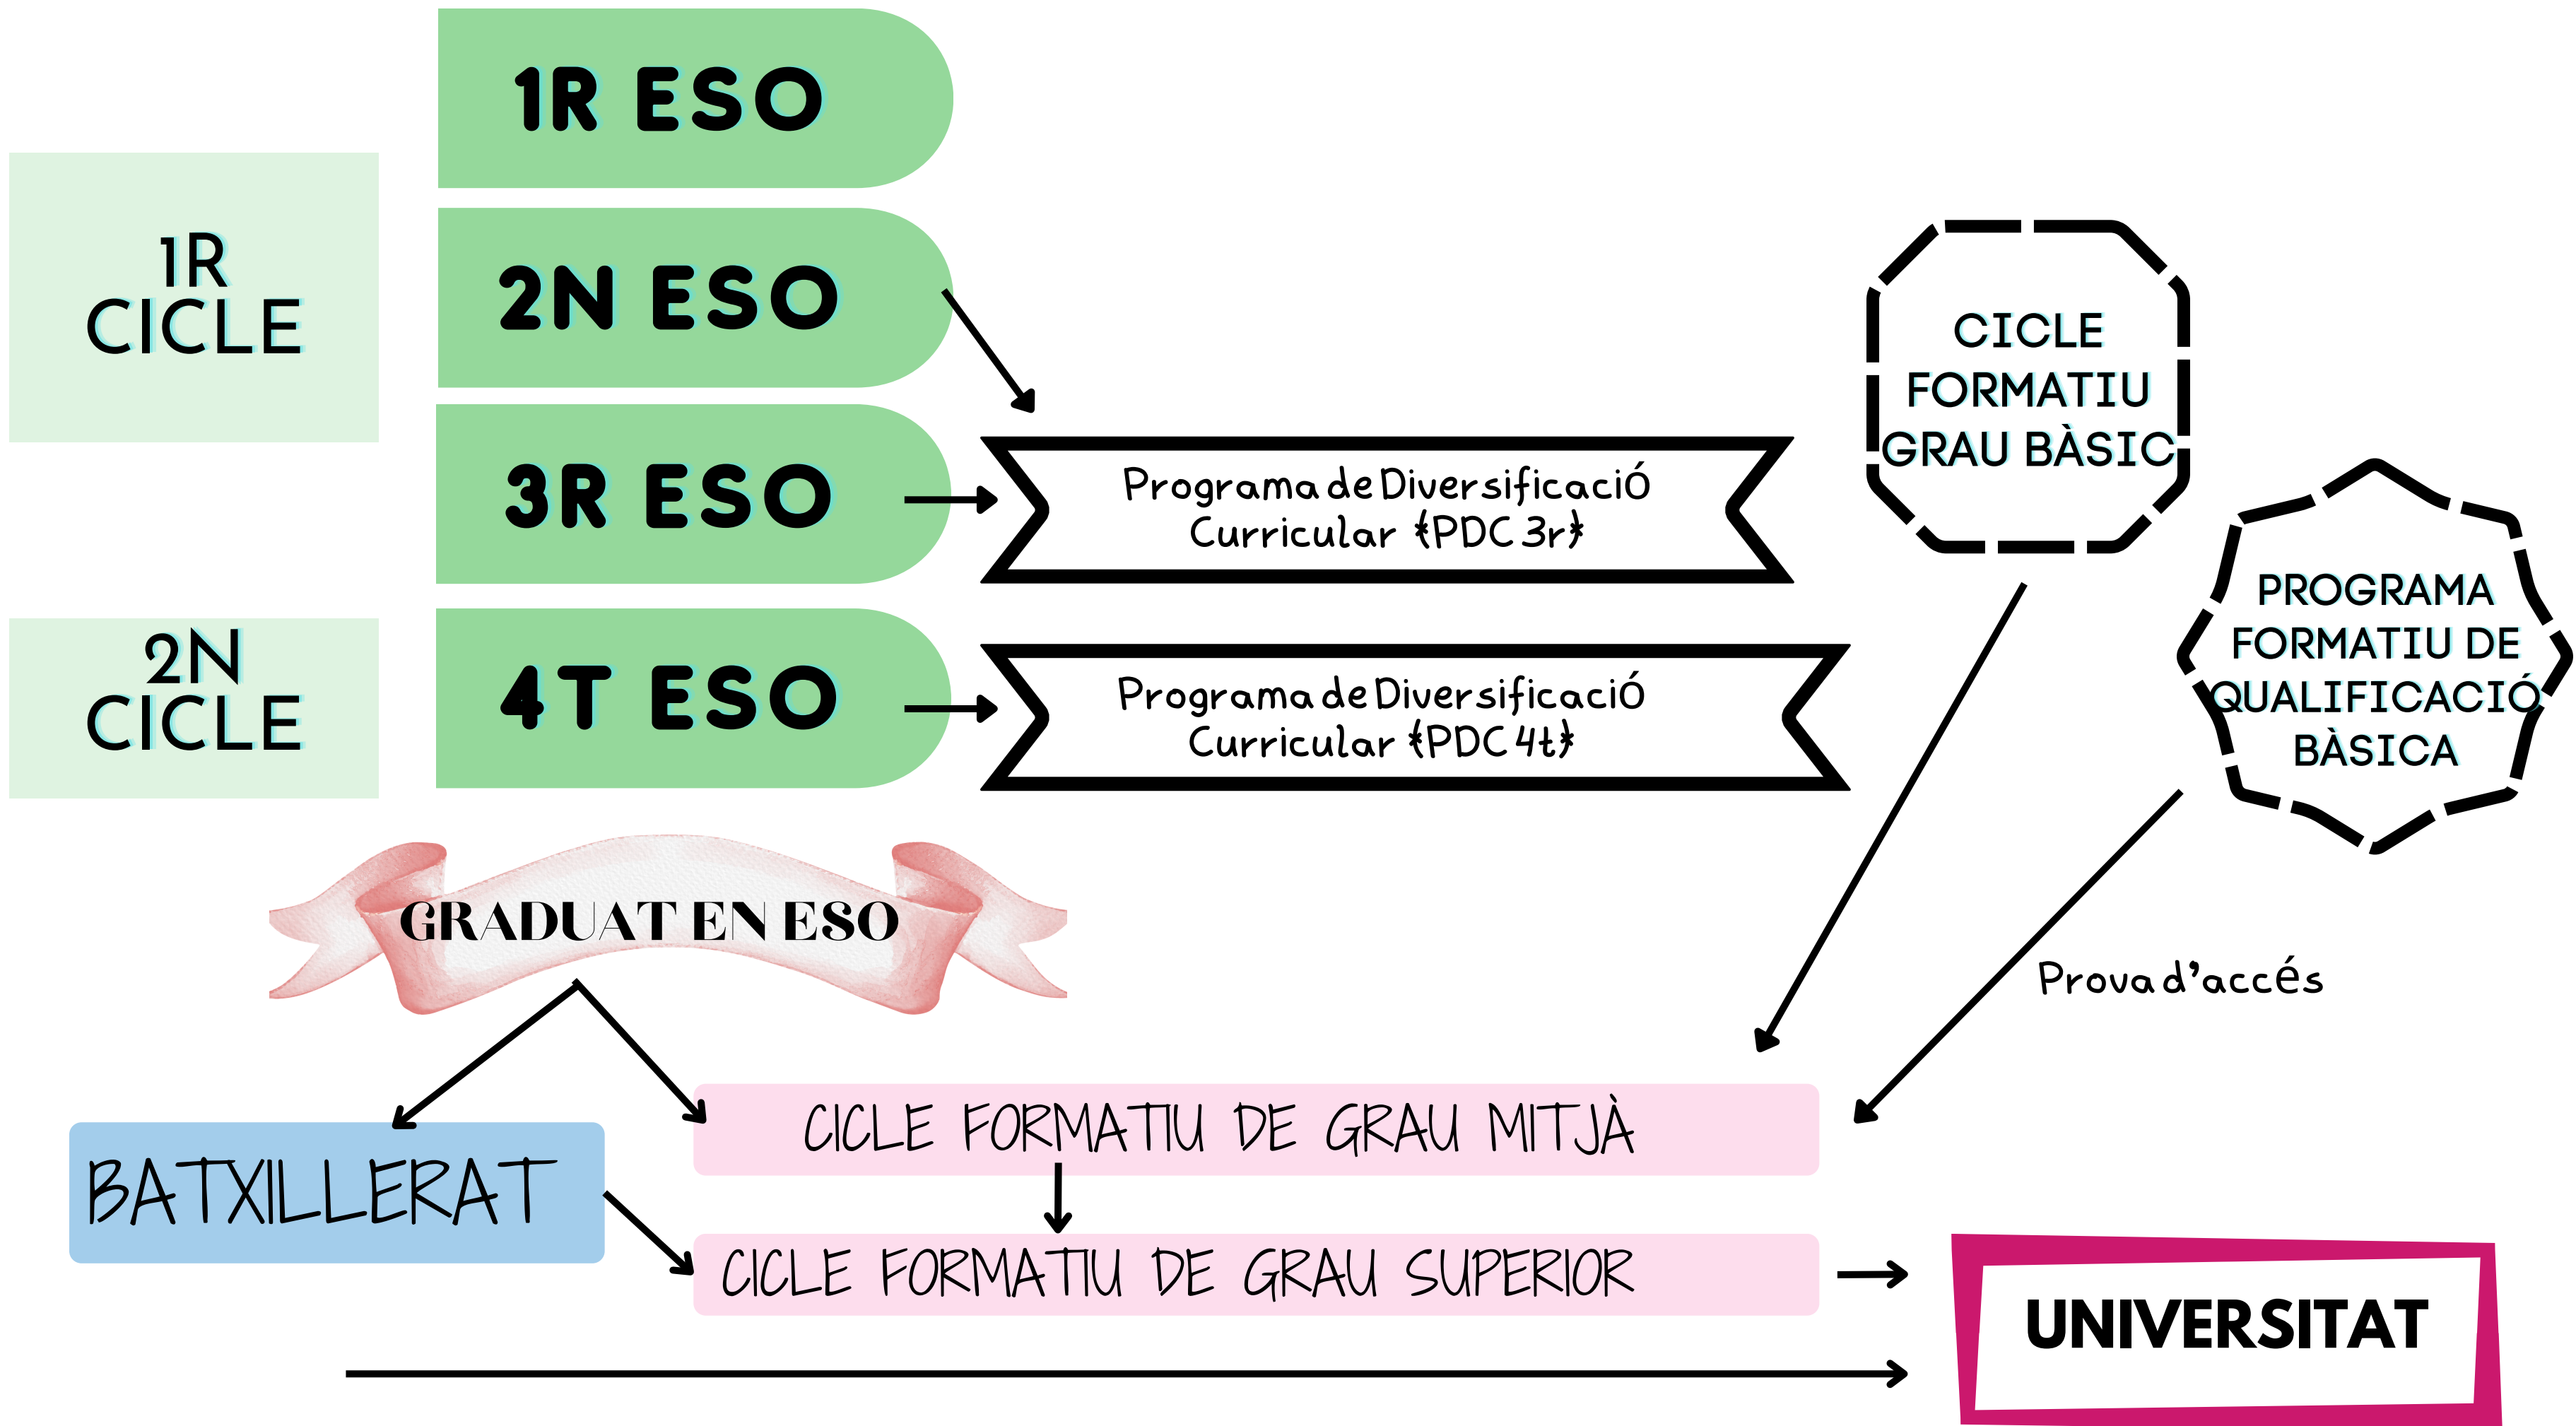 1R ESO
1R
CICLE
2N ESO
3R ESO
Programa de Diversificació
Curricular (PDC 3r)
CICLE
FORMATIU
GRAU BÀSIC
PROGRAMA
FORMATIU DE
QUALIFICACIÓ
BÀSICA
2N
CICLE
4T ESO
Programa de Diversificació
Curricular (PDC 4t)
GRADUAT EN ESO
Prova d'accés
CICLE FORMATIU DE GRAU MITJÀ
BATXILLERAT
CICLE FORMATIU DE GRAU SUPERIOR
UNIVERSITAT